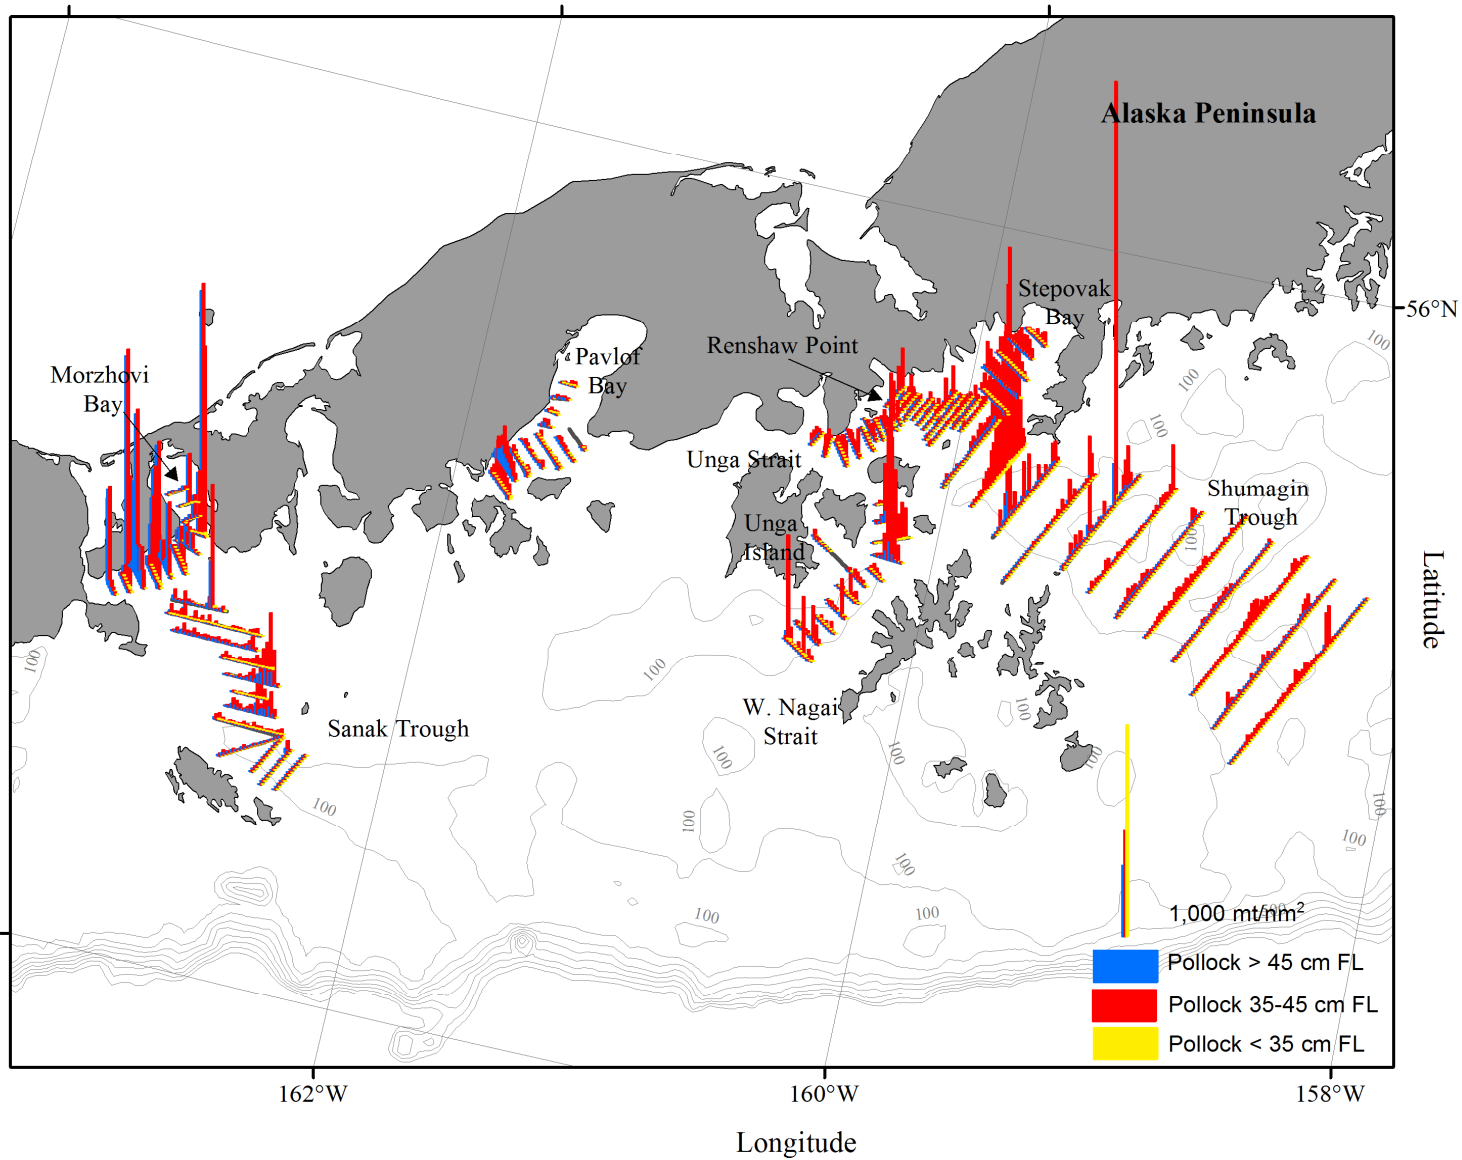 Alaska Peninsula
Stepovak
Bay
56°N
Renshaw Point
Pavlof
Bay
Morzhovi
Bay
100
100
100
Unga Strait
Shumagin
Trough
Unga
Island
100
Latitude
100
100
W. Nagai
Strait
100
Sanak Trough
100
100
100
100
100
100
100
100
100
100
500
1,000 mt/nm²
Pollock > 45 cm FL
Pollock 35-45 cm FL
Pollock < 35 cm FL
162°W
160°W
158°W
Longitude